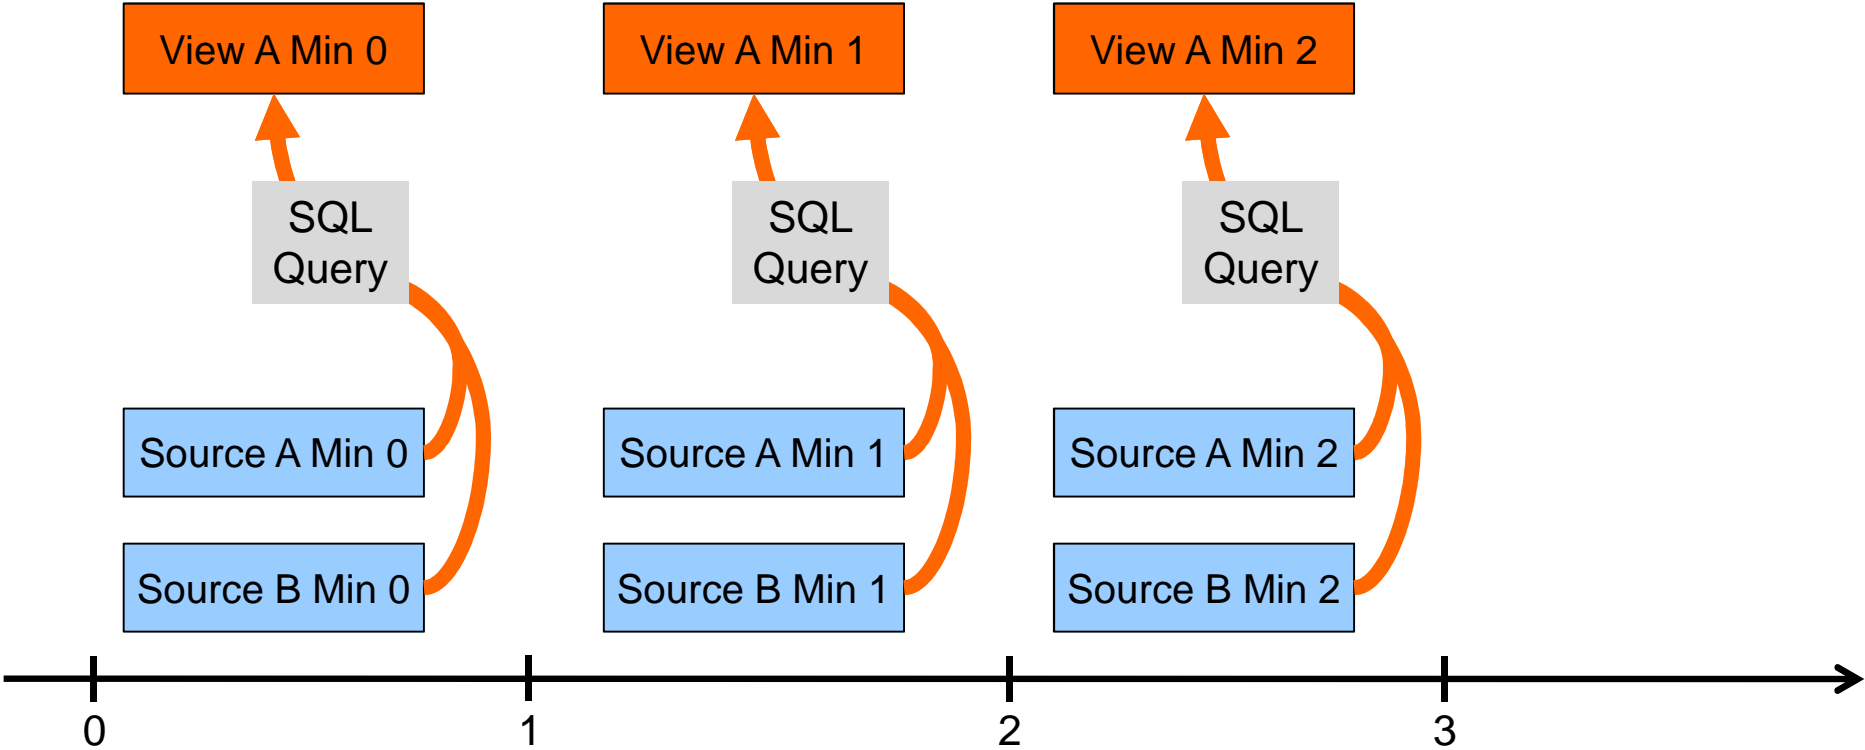 View A Min 0
View A Min 1
View A Min 2
SQL
Query
SQL
Query
SQL
Query
Source A Min 0
Source A Min 1
Source A Min 2
Source B Min 0
Source B Min 1
Source B Min 2
0
1
2
3